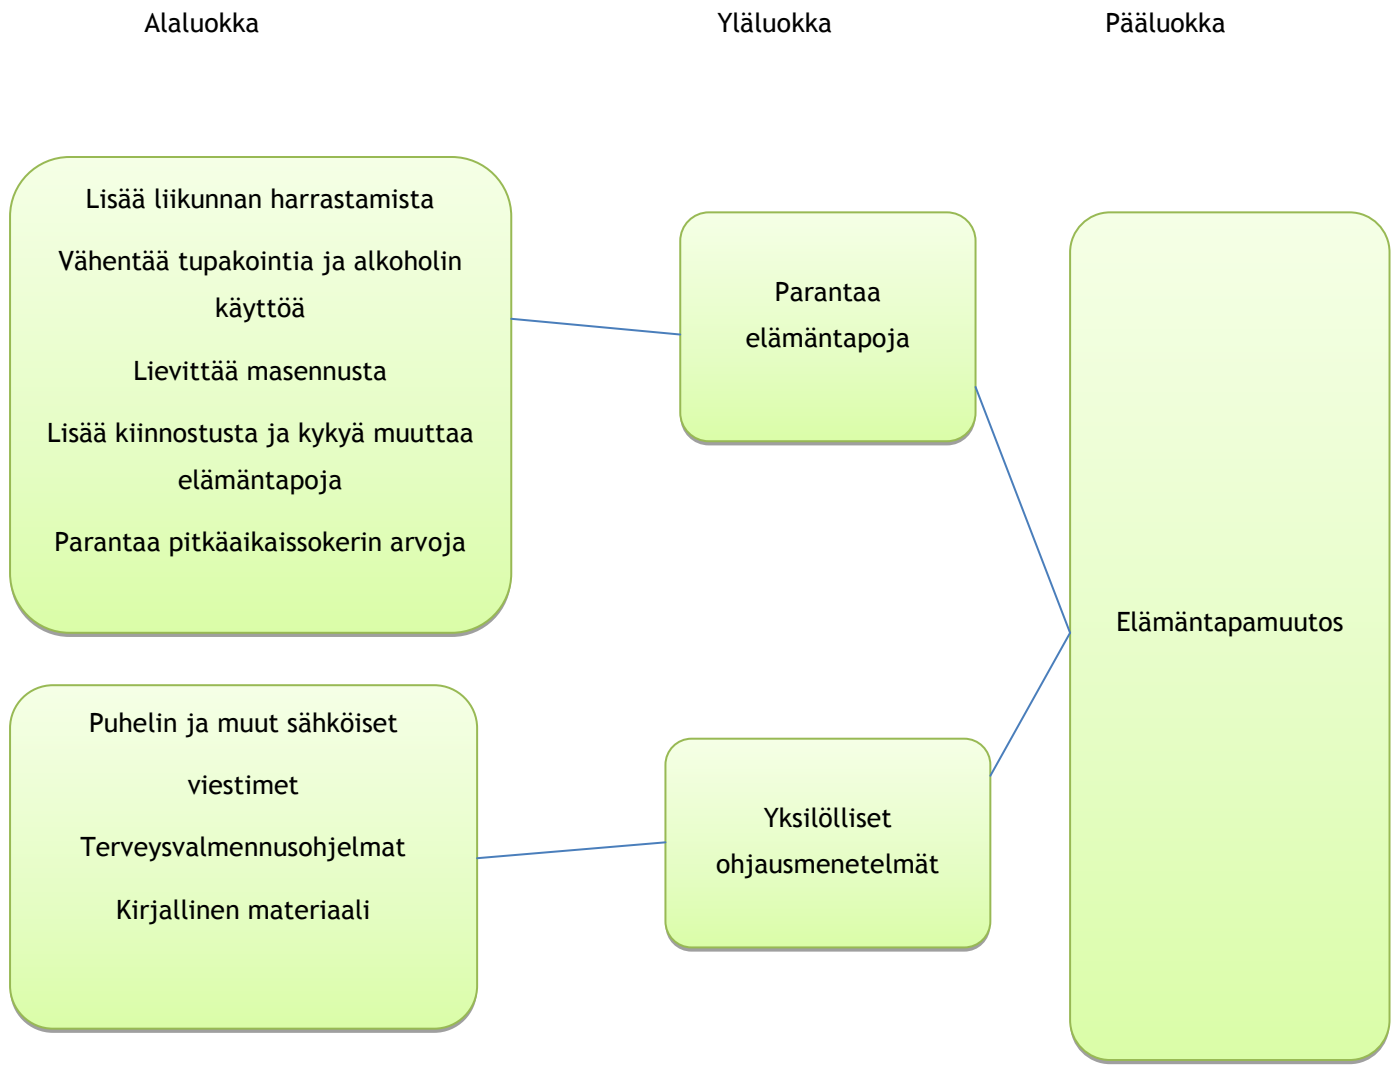 Alaluokka Yläluokka Pääluokka
Lisää liikunnan harrastamista
Vähentää tupakointia ja alkoholin
käyttöä
Lievittää masennusta
Lisää kiinnostusta ja kykyä muuttaa
elämäntapoja
Parantaa pitkäaikaissokerin arvoja
Parantaa
elämäntapoja
Elämäntapamuutos
Puhelin ja muut sähköiset
viestimet
Terveysvalmennusohjelmat
Kirjallinen materiaali
Yksilölliset
ohjausmenetelmät